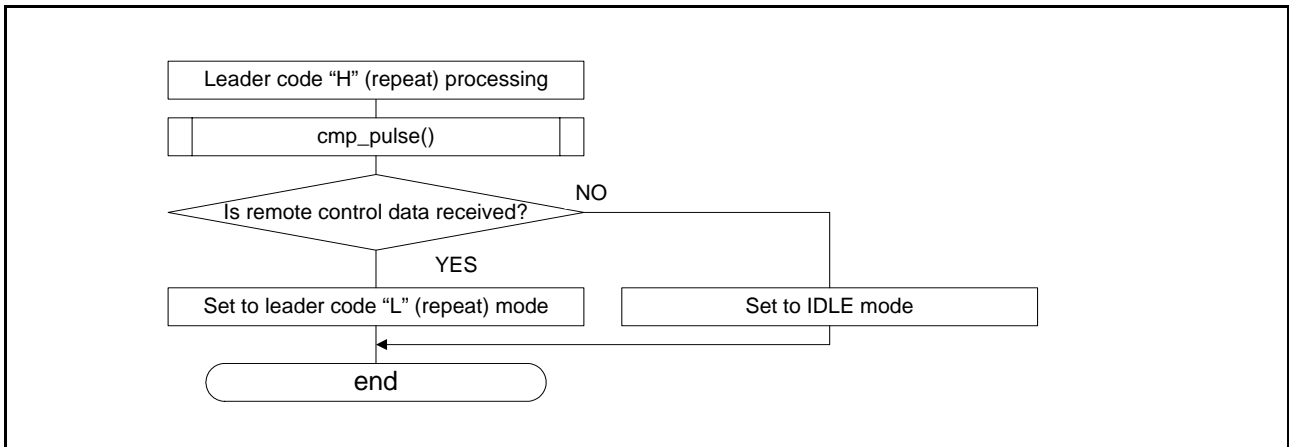 Leader code “H” (repeat) processing
cmp_pulse()
Is remote control data received?
NO
YES
Set to leader code “L” (repeat) mode
Set to IDLE mode
end